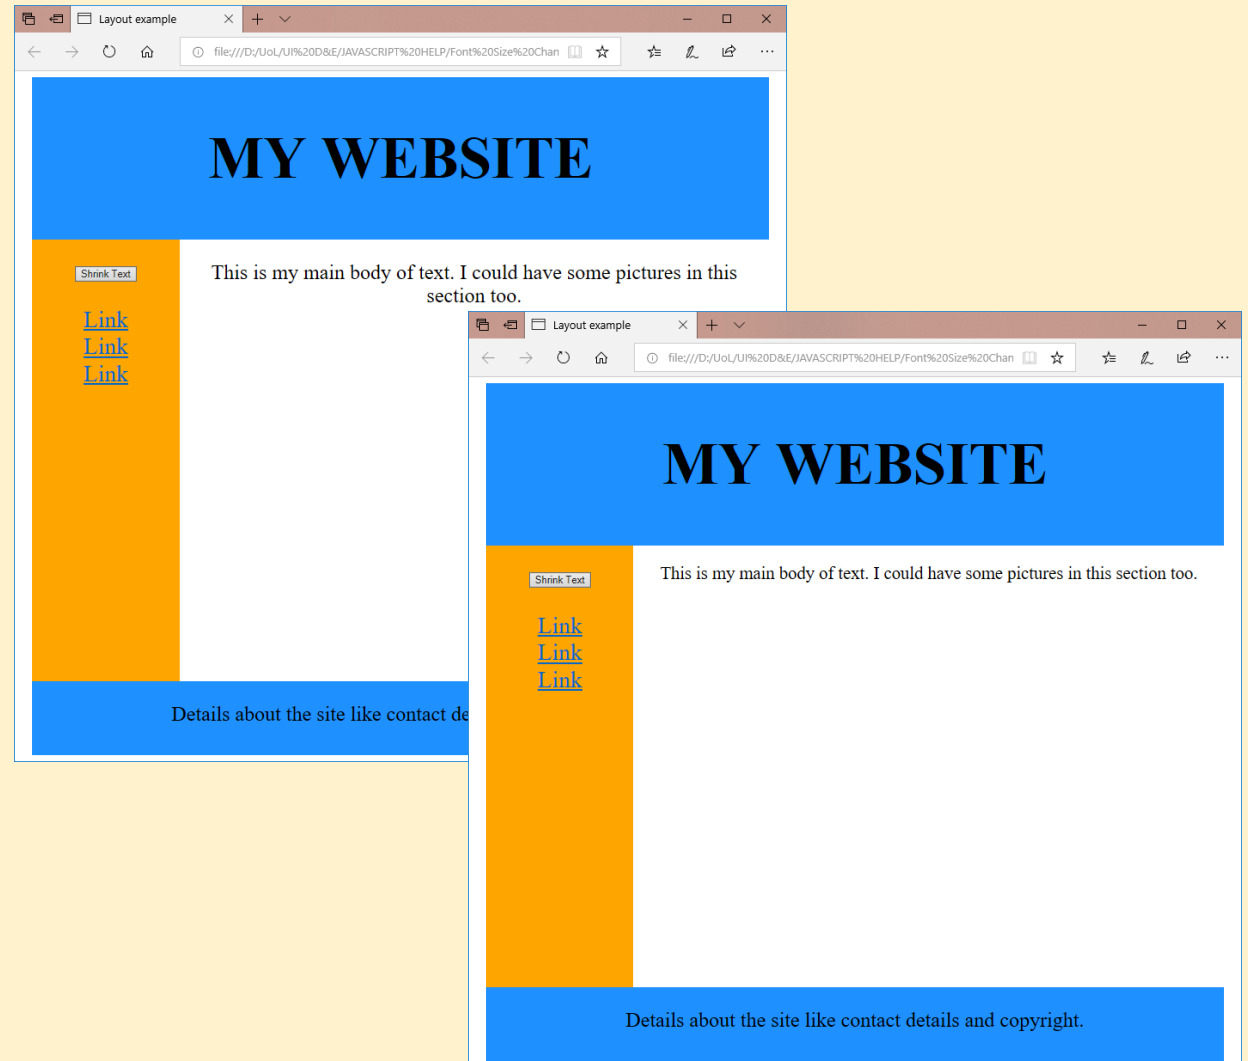 Layout example
file:///D:/UoL/UI%20D&E/JAVASCRIPT%20HELP/Font%20Size%20Chan
MY WEBSITE
Shrink Text
This is my main body of text. I could have some pictures in this
section too.
Link
Link
Link
Details about the site like contact de
Layout example
file:///D:/UoL/UI%20D&E/JAVASCRIPT%20HELP/Font%20Size%20Chan
MY WEBSITE
Shrink Text
This is my main body of text. I could have some pictures in this section too.
Link
Link
Link
Details about the site like contact details and copyright.